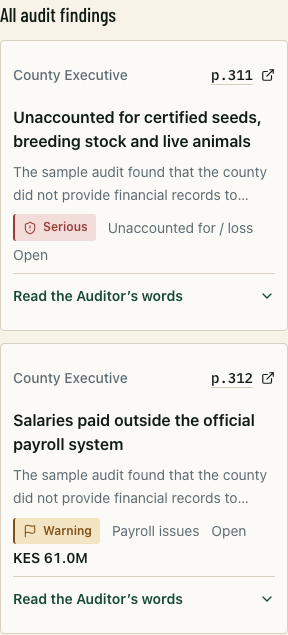 All audit findings
County Executive p.311
Unaccounted for certified seeds,
breeding stock and live animals
The sample audit found that the county
did not provide financial records to...
Serious Unaccounted for / loss
Open
Read the Auditor's words
County Executive p.312
Salaries paid outside the official
payroll system
The sample audit found that the county
did not provide financial records to...
Warning Payroll issues Open
KES 61.0M
Read the Auditor's words